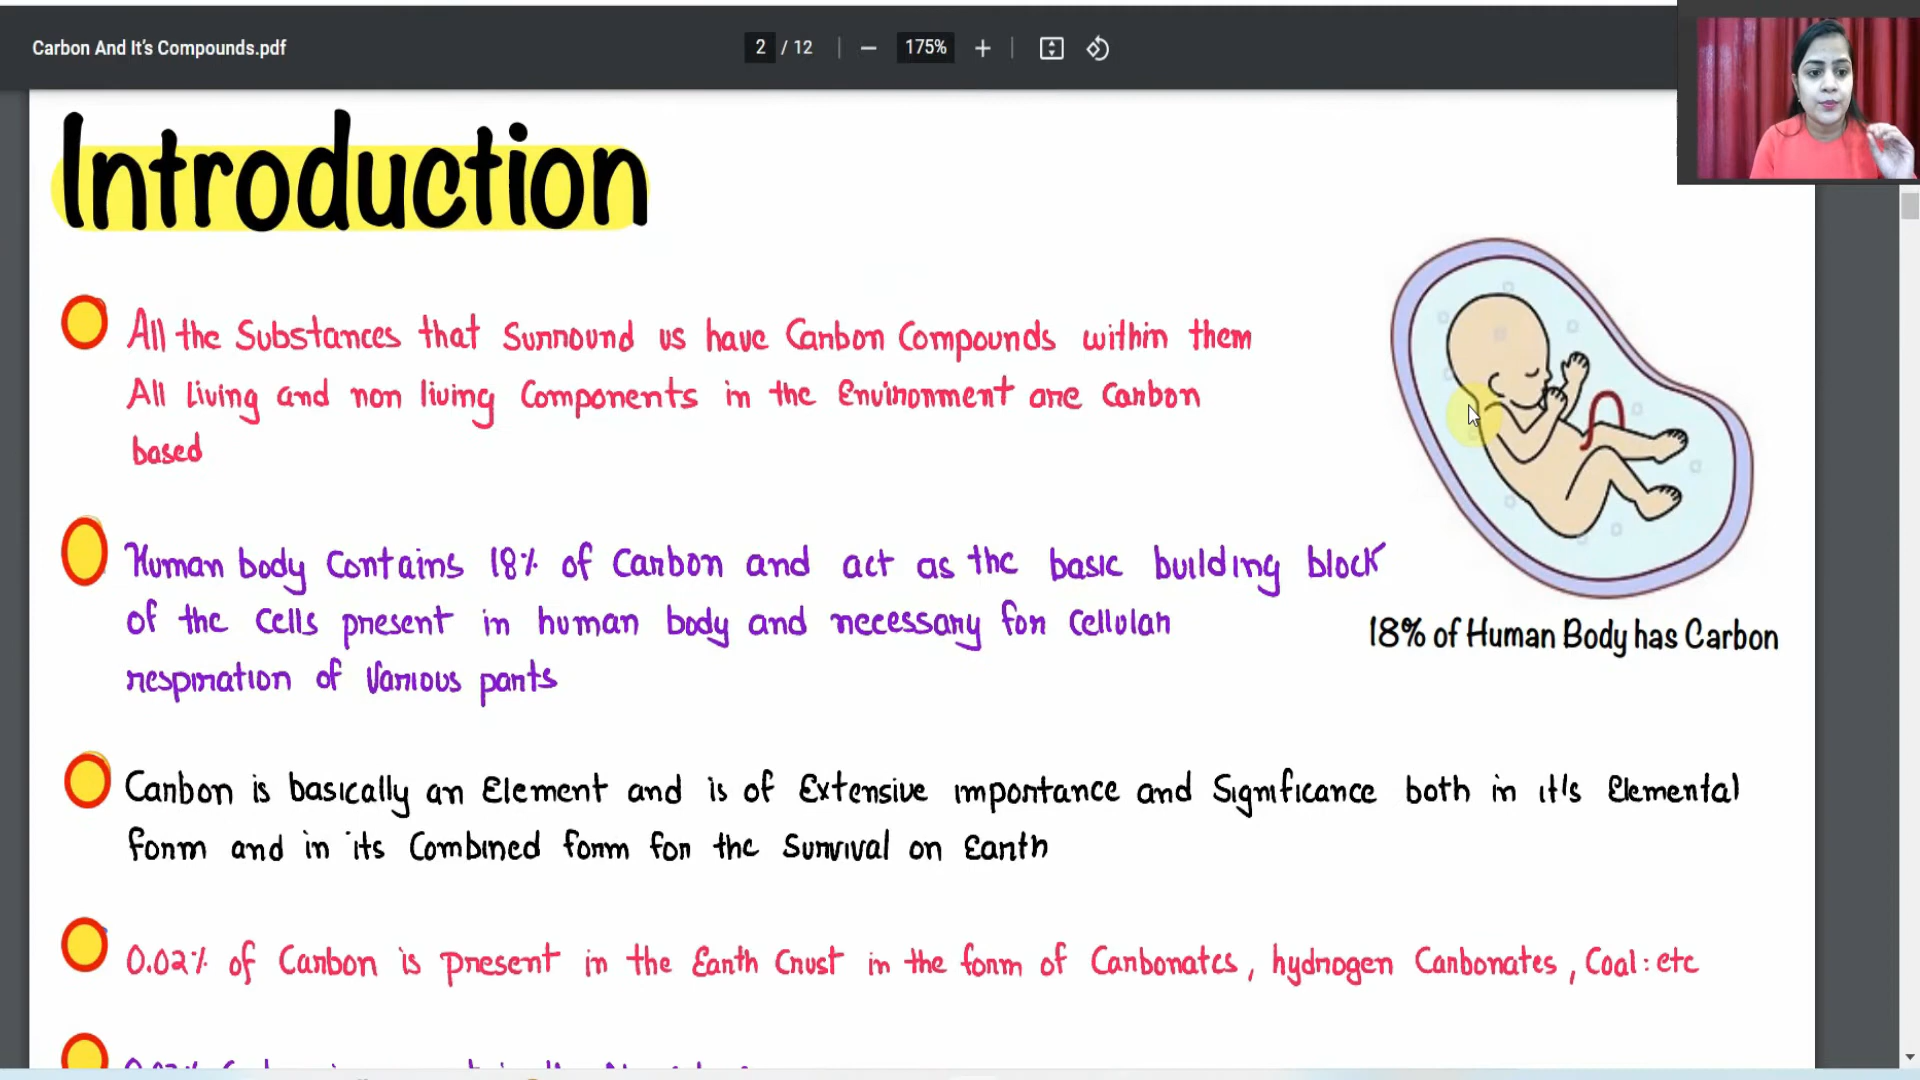 Carbon And It's Compounds.pdf
2 / 12
175%
Introduction
All the Substances that Surround us have Carbon Compounds within them
All living and non living Components in the Environment are Carbon
based
Human body Contains 18% of Carbon and act as the basic building block
of the Cells present in human body and necessary for Cellular
respiration of Various parts
18% of Human Body has Carbon
Carbon is basically an Element and is of Extensive importance and Significance both in it's Elemental
form and in its Combined form for the Survival on Earth
0.02% of Carbon is present in the Earth Crust in the form of Carbonates, hydrogen Carbonates, Coal: etc